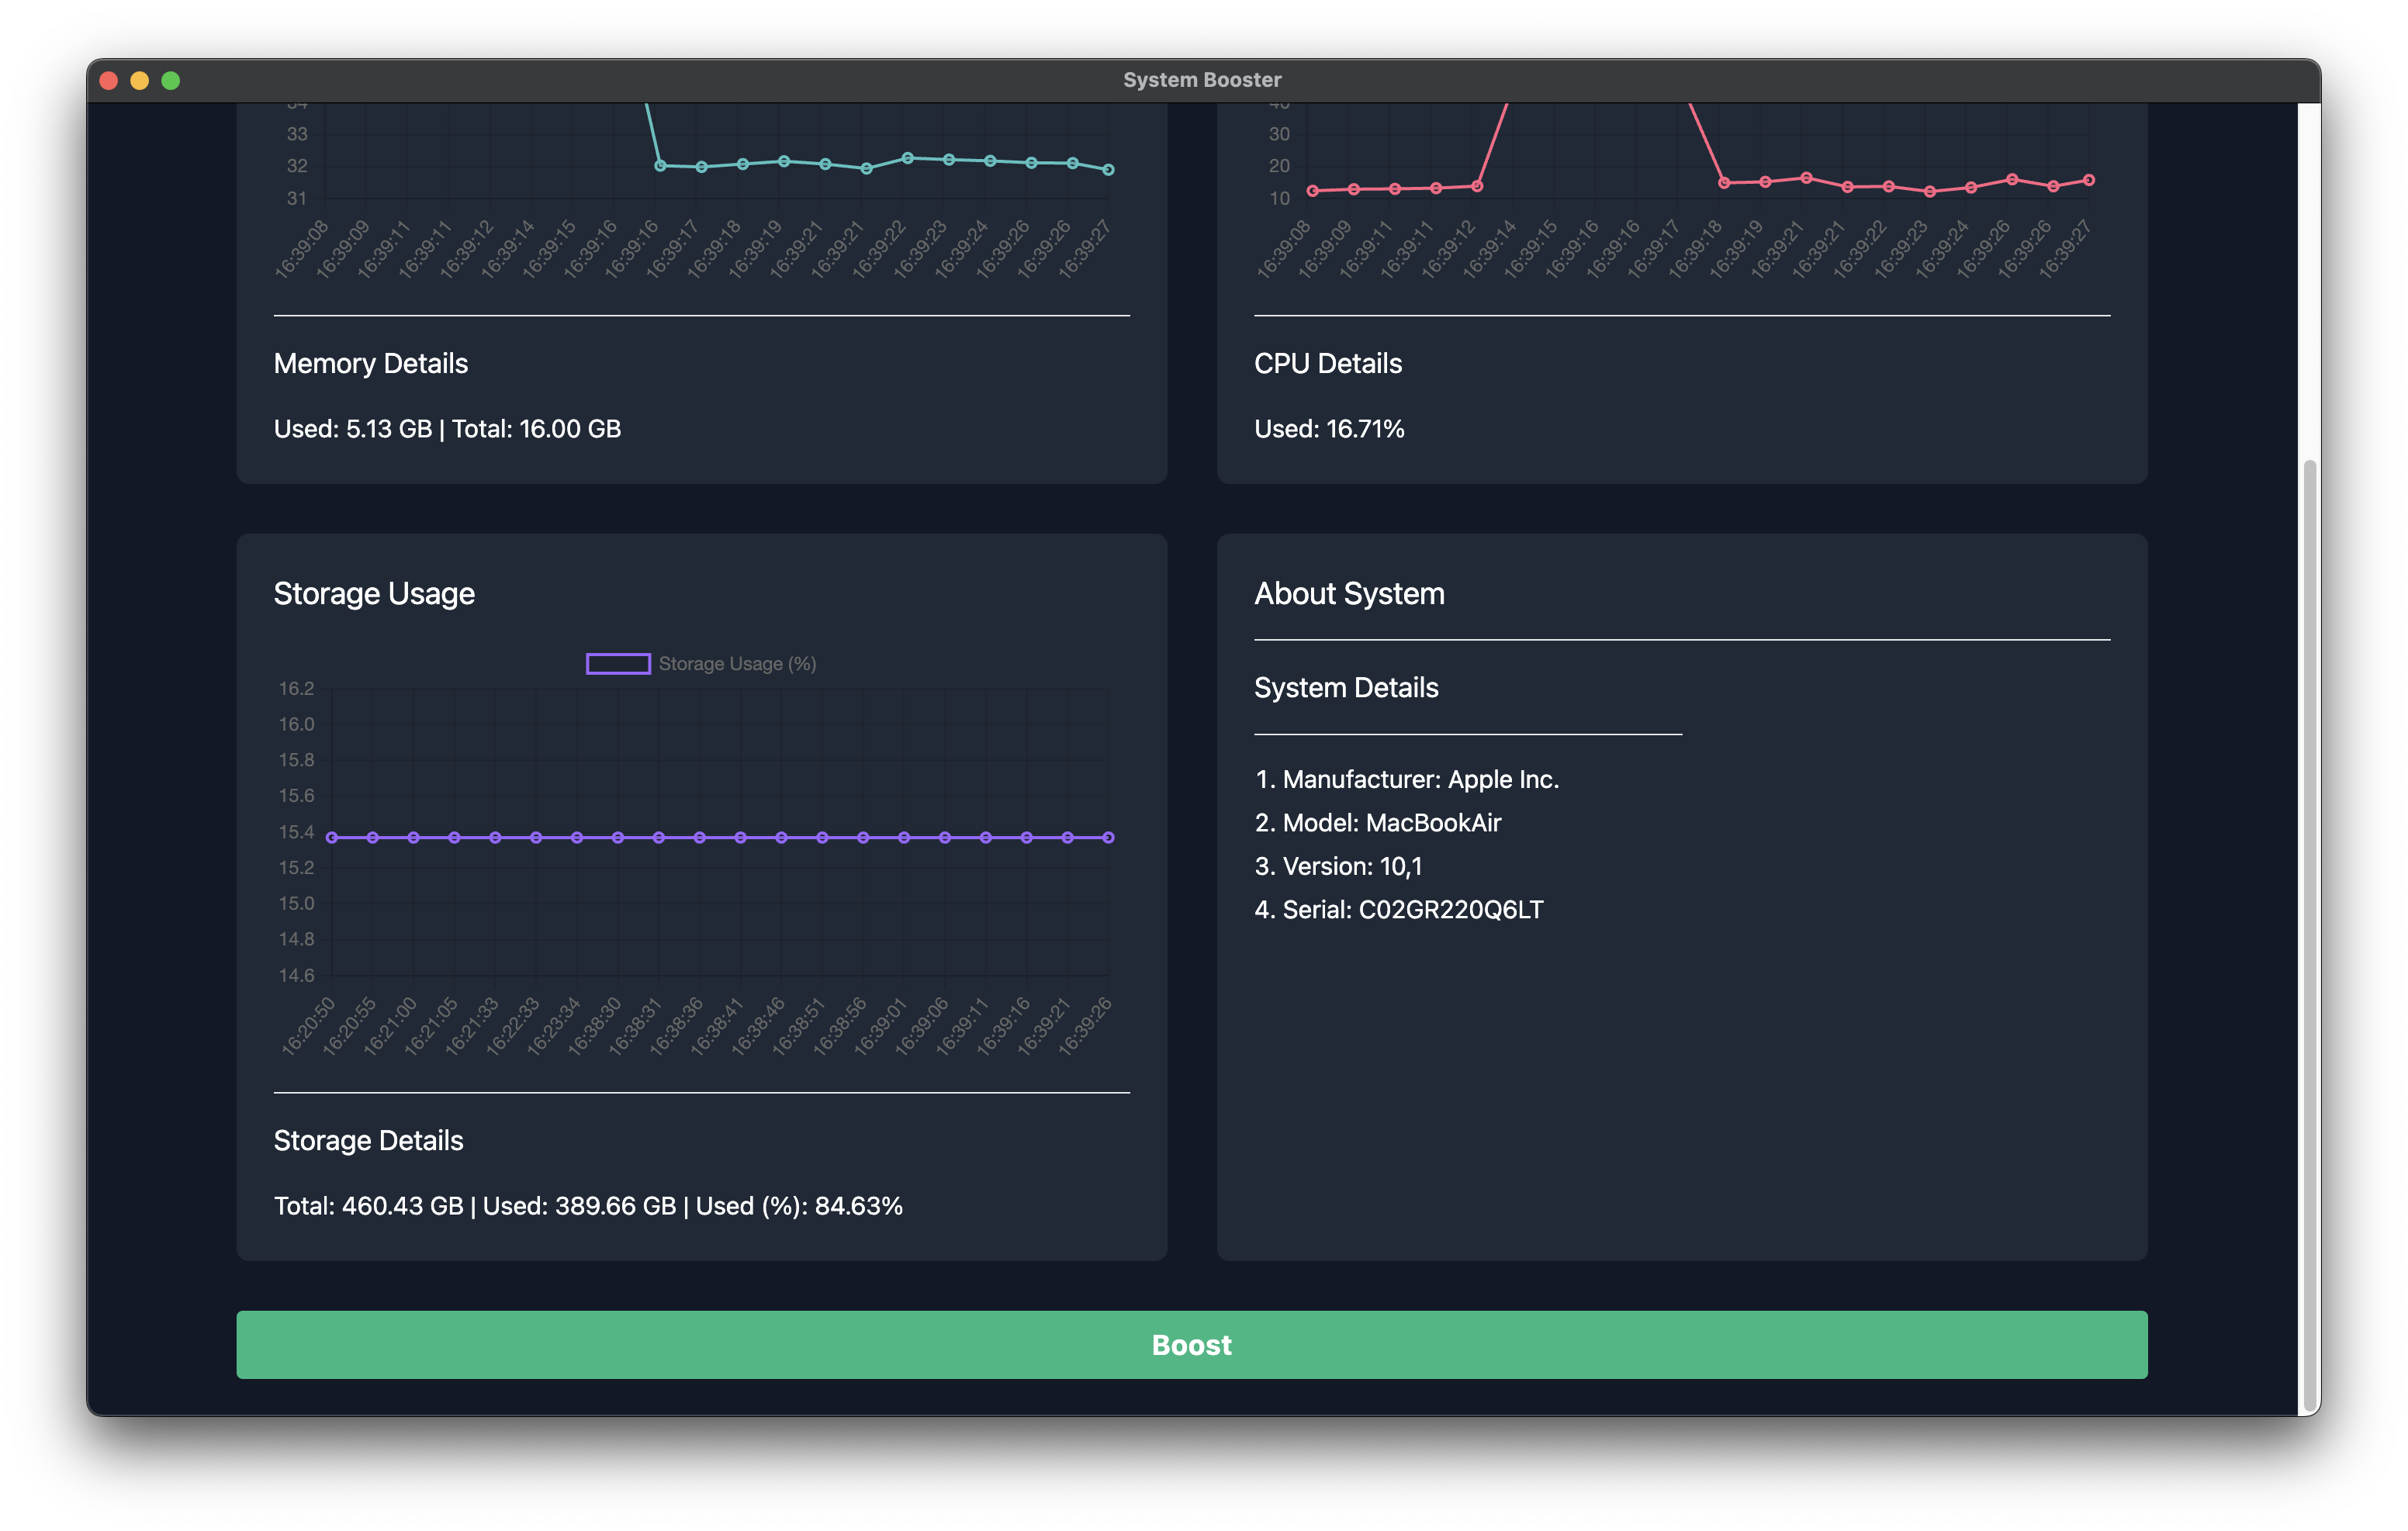 System Booster
34
33
32
31
16:39:08 16:39:09 16:39:11 16:39:11 16:39:12 16:39:14 16:39:15 16:39:16 16:39:16 16:39:17 16:39:18 16:39:19 16:39:21 16:39:21 16:39:22 16:39:23 16:39:24 16:39:26 16:39:26 16:39:27
Memory Details
Used: 5.13 GB | Total: 16.00 GB
40
30
20
10
16:39:08 16:39:09 16:39:11 16:39:11 16:39:12 16:39:14 16:39:15 16:39:16 16:39:16 16:39:17 16:39:18 16:39:19 16:39:21 16:39:21 16:39:22 16:39:23 16:39:24 16:39:26 16:39:26 16:39:27
CPU Details
Used: 16.71%
Storage Usage
Storage Usage (%)
16.2
16.0
15.8
15.6
15.4
15.2
15.0
14.8
14.6
16:20:50 16:20:55 16:21:00 16:21:05 16:21:33 16:22:33 16:23:34 16:38:30 16:38:31 16:38:36 16:38:41 16:38:46 16:38:51 16:38:56 16:39:01 16:39:06 16:39:11 16:39:16 16:39:21 16:39:26
Storage Details
Total: 460.43 GB | Used: 389.66 GB | Used (%): 84.63%
About System
System Details
1. Manufacturer: Apple Inc.
2. Model: MacBookAir
3. Version: 10,1
4. Serial: C02GR220Q6LT
Boost